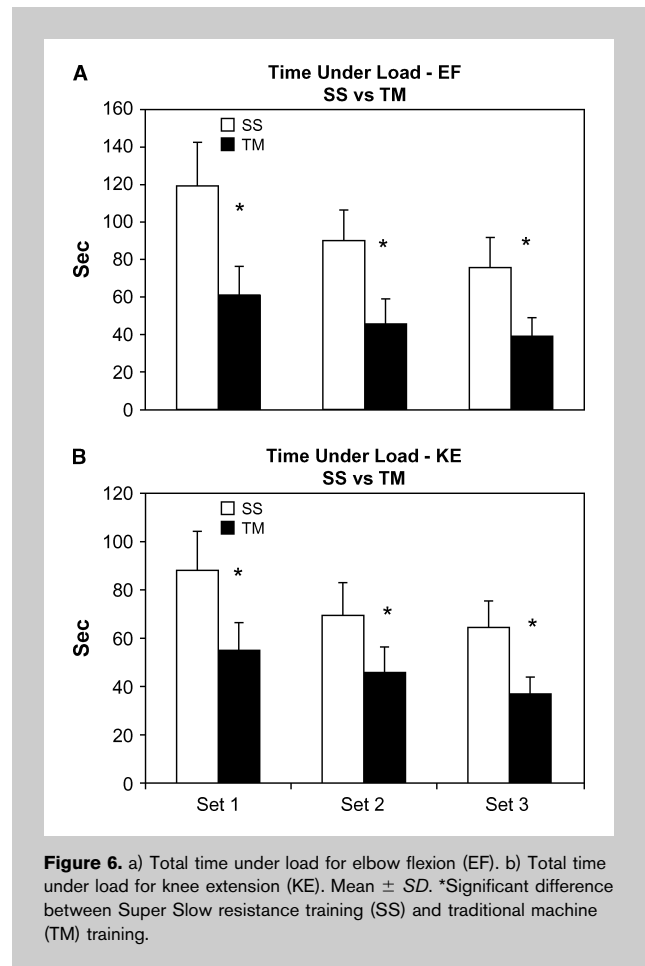 A
Time Under Load - EF
SS vs TM
160
140
120
100
80
60
40
20
0
Sec
SS
TM
*
*
*
B
Time Under Load - KE
SS vs TM
120
100
80
60
40
20
0
Sec
SS
TM
*
*
*
Set 1 Set 2 Set 3
Figure 6. a) Total time under load for elbow flexion (EF). b) Total time
under load for knee extension (KE). Mean ± SD. *Significant difference
between Super Slow resistance training (SS) and traditional machine
(TM) training.